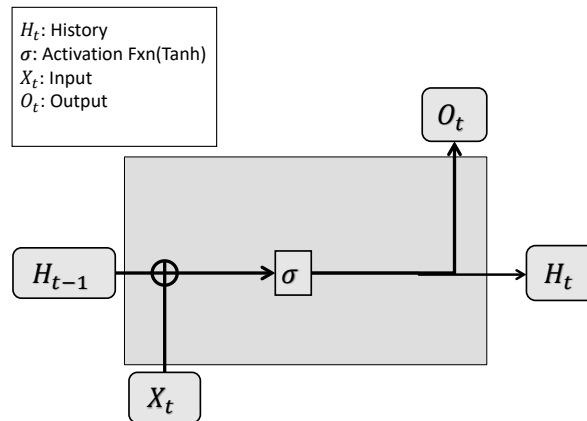 H_t: History
σ: Activation Fxn(Tanh)
X_t: Input
O_t: Output
O_t
H_{t−1}
σ
H_t
X_t